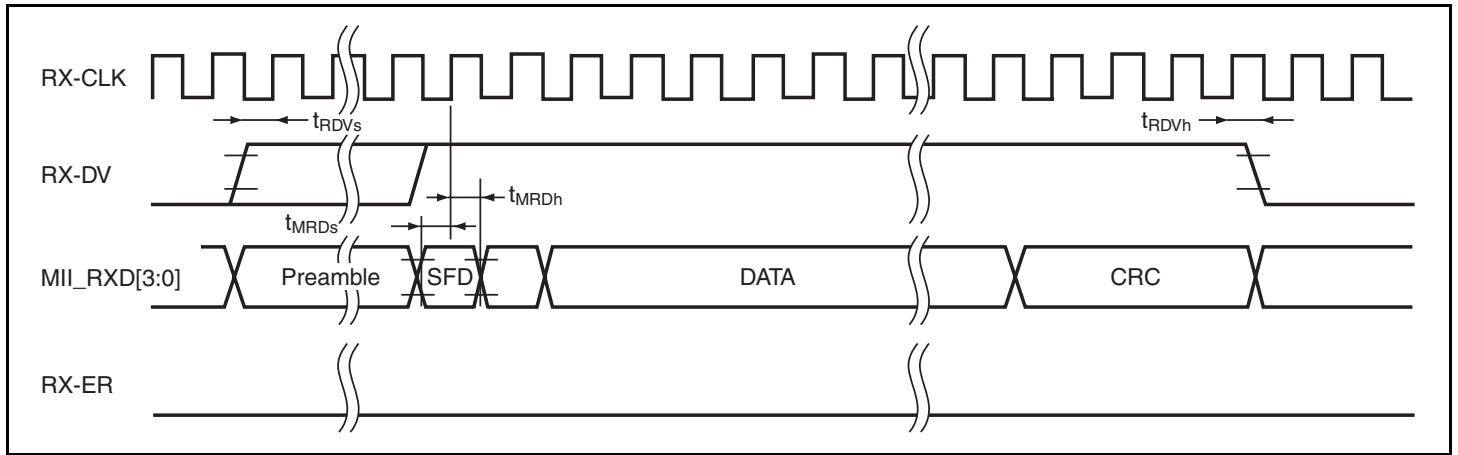 RX-CLK
tRDVs
tRDVh
RX-DV
tMRDh
tMRDs
MII_RXD[3:0]
Preamble
SFD
DATA
CRC
RX-ER